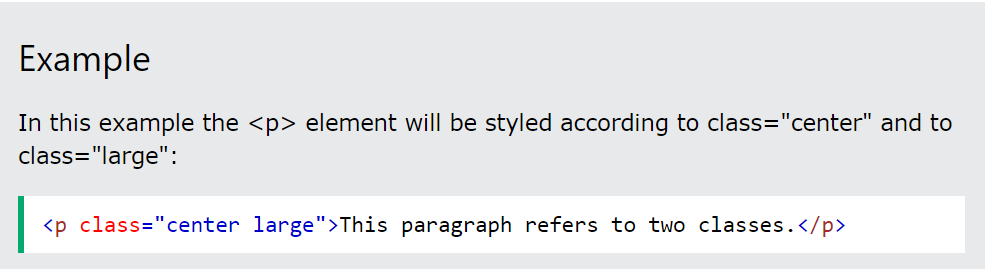 Example
In this example the <p> element will be styled according to class="center" and to
class="large":
<p class="center large">This paragraph refers to two classes.</p>